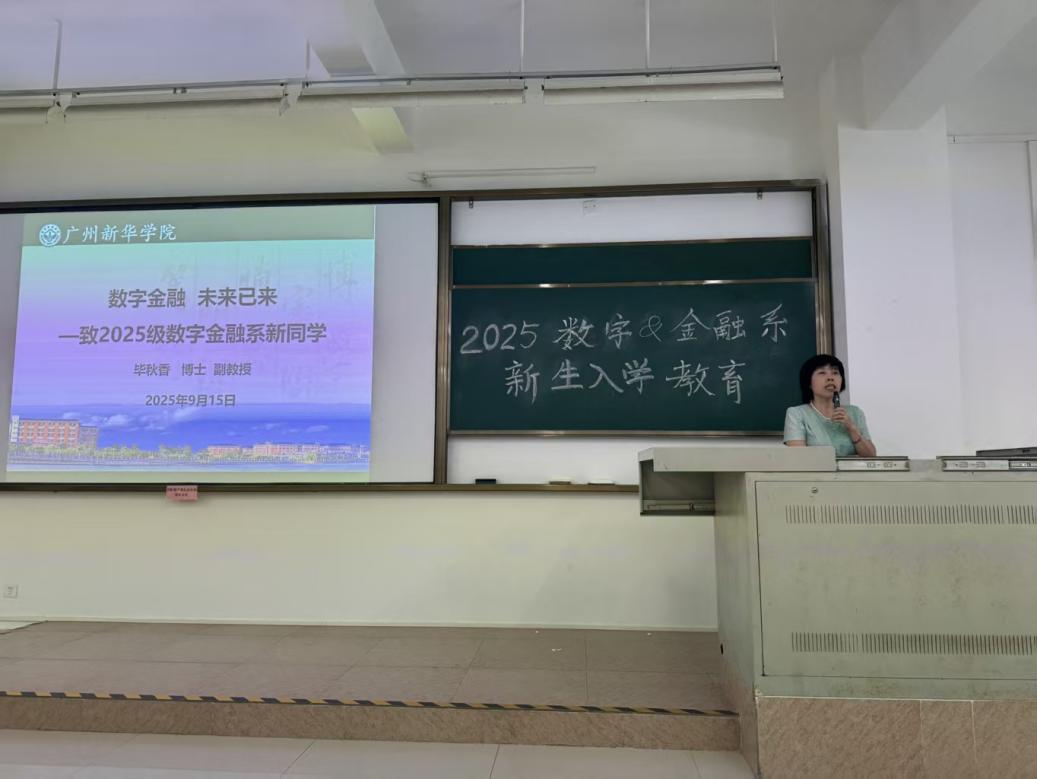 广州新华学院
数字金融 未来已来
—致2025级数字金融系新同学
毕秋香 博士 副教授
2025年9月15日
2025 数字&金融系
新生入学教育